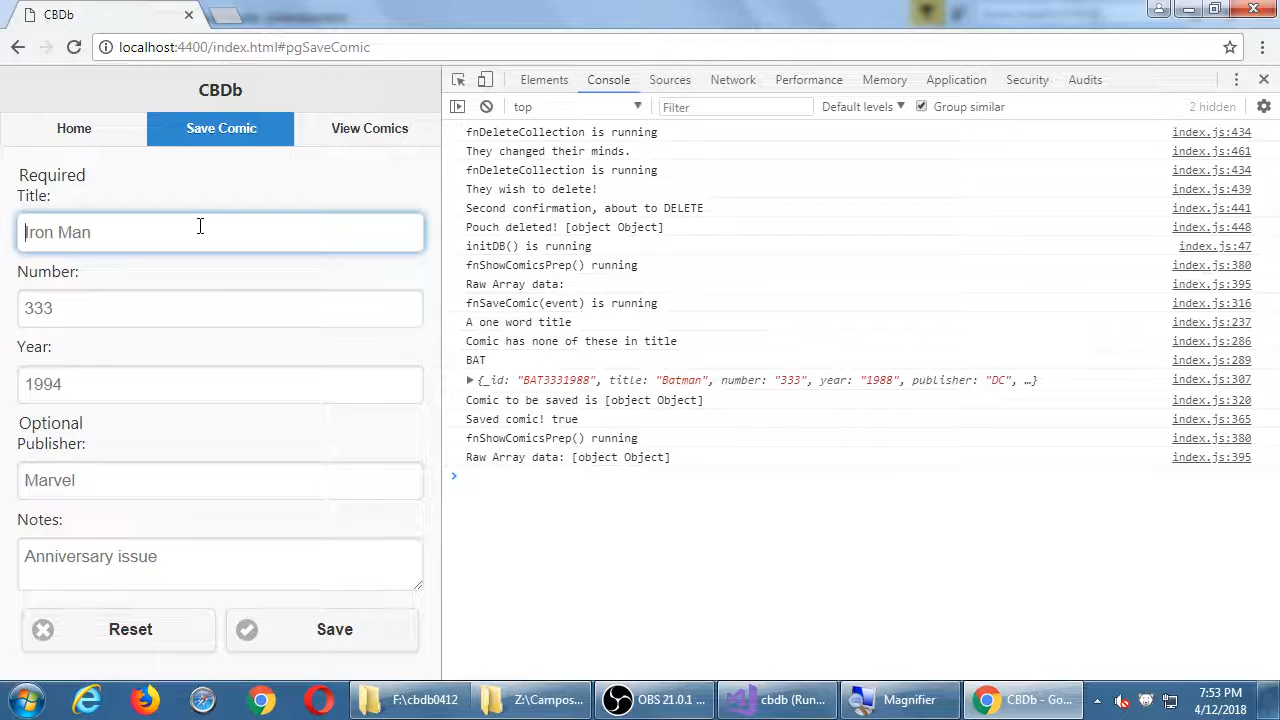 CBDb
localhost:4400/index.html#pgSaveComic
CBDb
Home
Save Comic
View Comics
Required
Title:
Iron Man
Number:
333
Year:
1994
Optional
Publisher:
Marvel
Notes:
Anniversary issue
Reset
Save
Elements Console Sources Network Performance Memory Application Security Audits
top Filter Default levels Group similar 2 hidden
fnDeleteCollection is running index.js:434
They changed their minds. index.js:461
fnDeleteCollection is running index.js:434
They wish to delete! index.js:439
Second confirmation, about to DELETE index.js:441
Pouch deleted! [object Object] index.js:448
initDB() is running index.js:47
fnShowComicsPrep() running index.js:380
Raw Array data: index.js:395
fnSaveComic(event) is running index.js:316
A one word title index.js:237
Comic has none of these in title index.js:286
BAT index.js:289
{_id: "BAT3331988", title: "Batman", number: "333", year: "1988", publisher: "DC", …} index.js:307
Comic to be saved is [object Object] index.js:320
Saved comic! true index.js:365
fnShowComicsPrep() running index.js:380
Raw Array data: [object Object] index.js:395
F:\cbdb0412
Z:\Campos...
OBS 21.0.1 ...
cbdb (Run...
Magnifier
CBDb - Go...
7:53 PM
4/12/2018